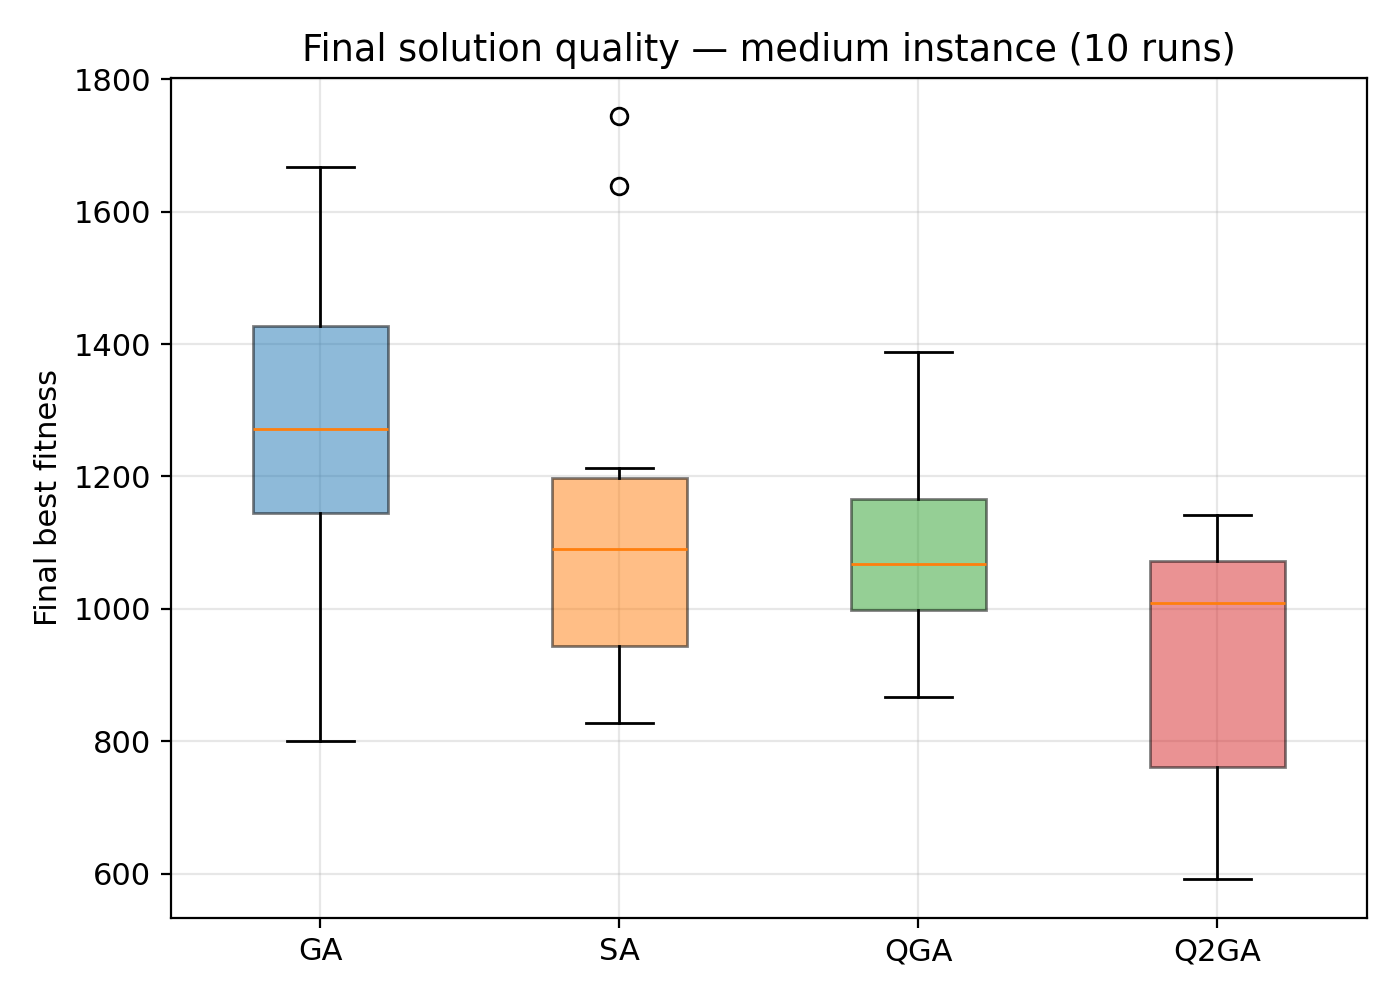 Final solution quality — medium instance (10 runs)
Final best fitness
1800
1600
1400
1200
1000
800
600
GA SA QGA Q2GA